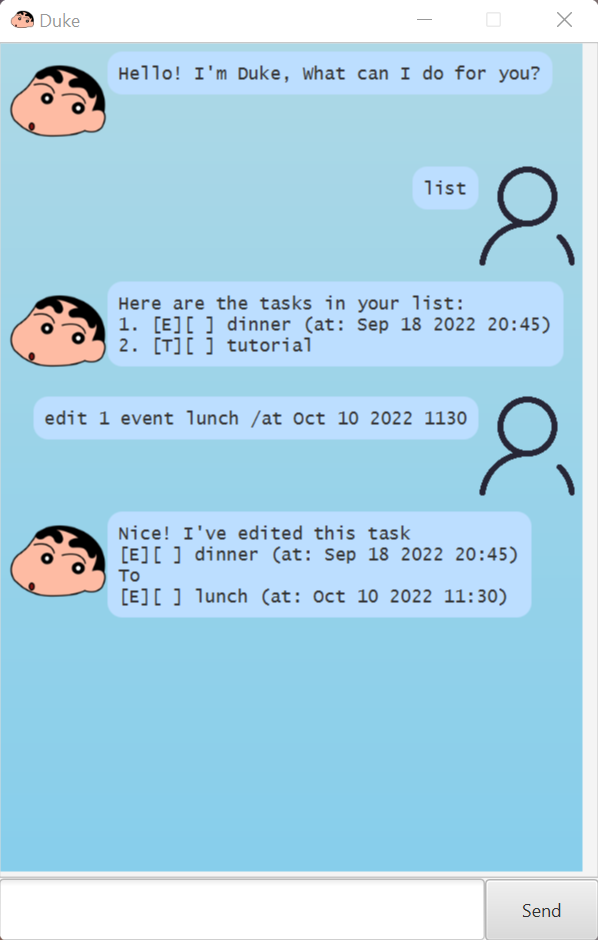 Duke
Hello! I'm Duke, What can I do for you?
list
Here are the tasks in your list:
1. [E][ ] dinner (at: Sep 18 2022 20:45)
2. [T][ ] tutorial
edit 1 event lunch /at Oct 10 2022 1130
Nice! I've edited this task
[E][ ] dinner (at: Sep 18 2022 20:45)
To
[E][ ] lunch (at: Oct 10 2022 11:30)
Send